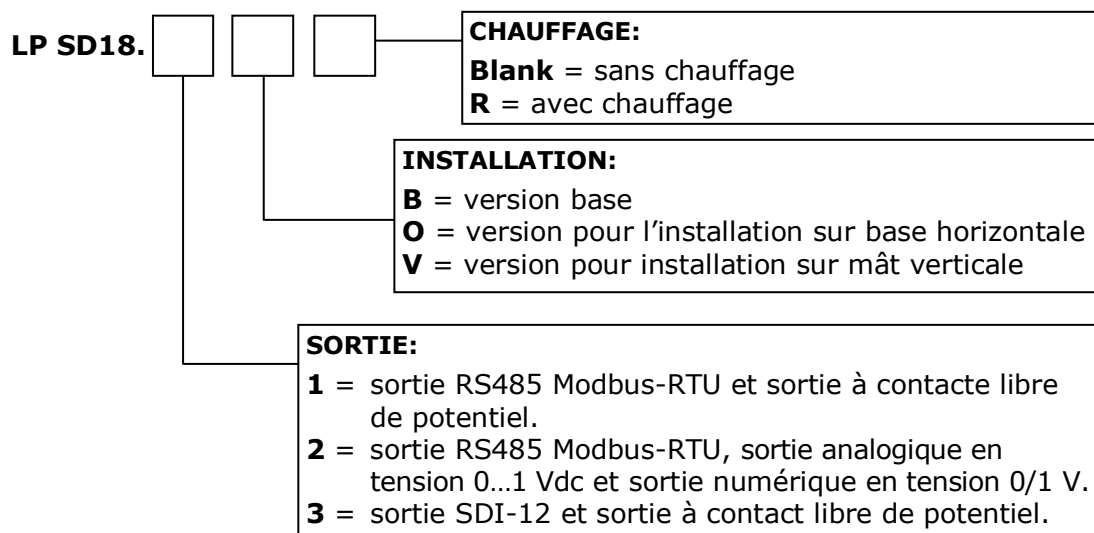 LP SD18.
CHAUFFAGE:
Blank = sans chauffage
R = avec chauffage
INSTALLATION:
B = version base
O = version pour l'installation sur base horizontale
V = version pour installation sur mât verticale
SORTIE:
1 = sortie RS485 Modbus-RTU et sortie à contacte libre
de potentiel.
2 = sortie RS485 Modbus-RTU, sortie analogique en
tension 0…1 Vdc et sortie numérique en tension 0/1 V.
3 = sortie SDI-12 et sortie à contact libre de potentiel.